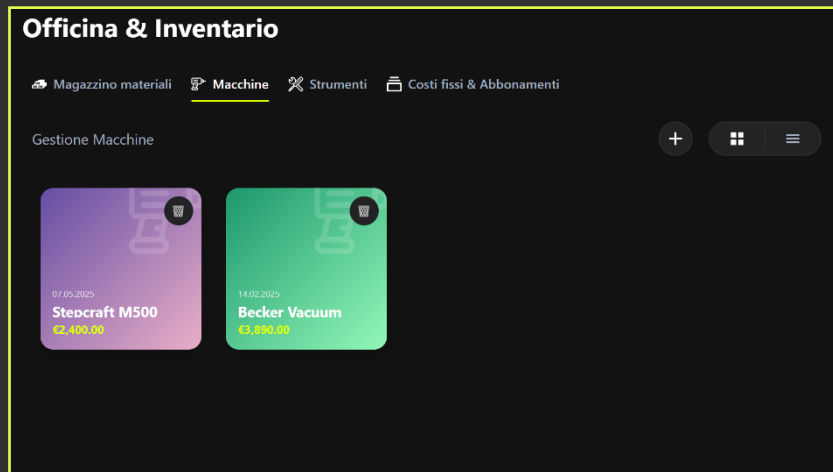 Officina & Inventario
Magazzino materiali Macchine Strumenti Costi fissi & Abbonamenti
Gestione Macchine
07.05.2025
Stepcraft M500
€2,400.00
14.02.2025
Becker Vacuum
€3,890.00